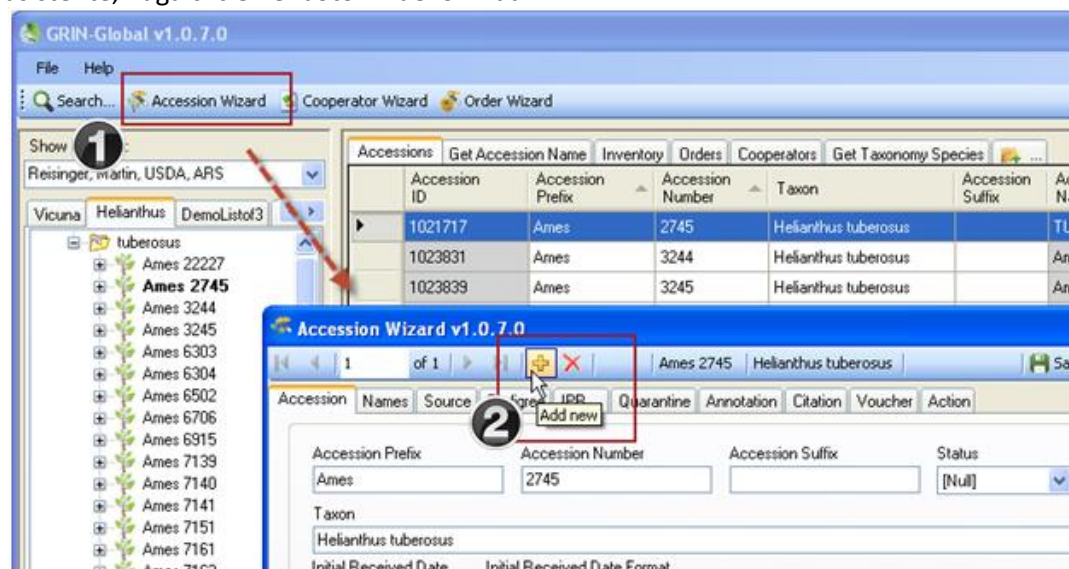 GRIN-Global v1.0.7.0
File Help
Search... Accession Wizard Cooperator Wizard Order Wizard
1
Show
Reisinger, Martin, USDA, ARS
Vicuna Helianthus DemoListof3
tuberosus
Ames 22227
Ames 2745
Ames 3244
Ames 3245
Ames 6303
Ames 6304
Ames 6502
Ames 6706
Ames 6915
Ames 7139
Ames 7140
Ames 7141
Ames 7151
Ames 7161
Accessions Get Accession Name Inventory Orders Cooperators Get Taxonomy Species ...
Accession ID Accession Prefix Accession Number Taxon Accession Suffix
1021717 Ames 2745 Helianthus tuberosus
1023831 Ames 3244 Helianthus tuberosus
1023839 Ames 3245 Helianthus tuberosus
Accession Wizard v1.0.7.0
1 of 1 Ames 2745 Helianthus tuberosus Sa
Accession Names Source IPR Quarantine Annotation Citation Voucher Action
2
Add new
Accession Prefix Accession Number Accession Suffix Status
Ames 2745 [Null]
Taxon
Helianthus tuberosus
Initial Received Date Initial Received Date Format